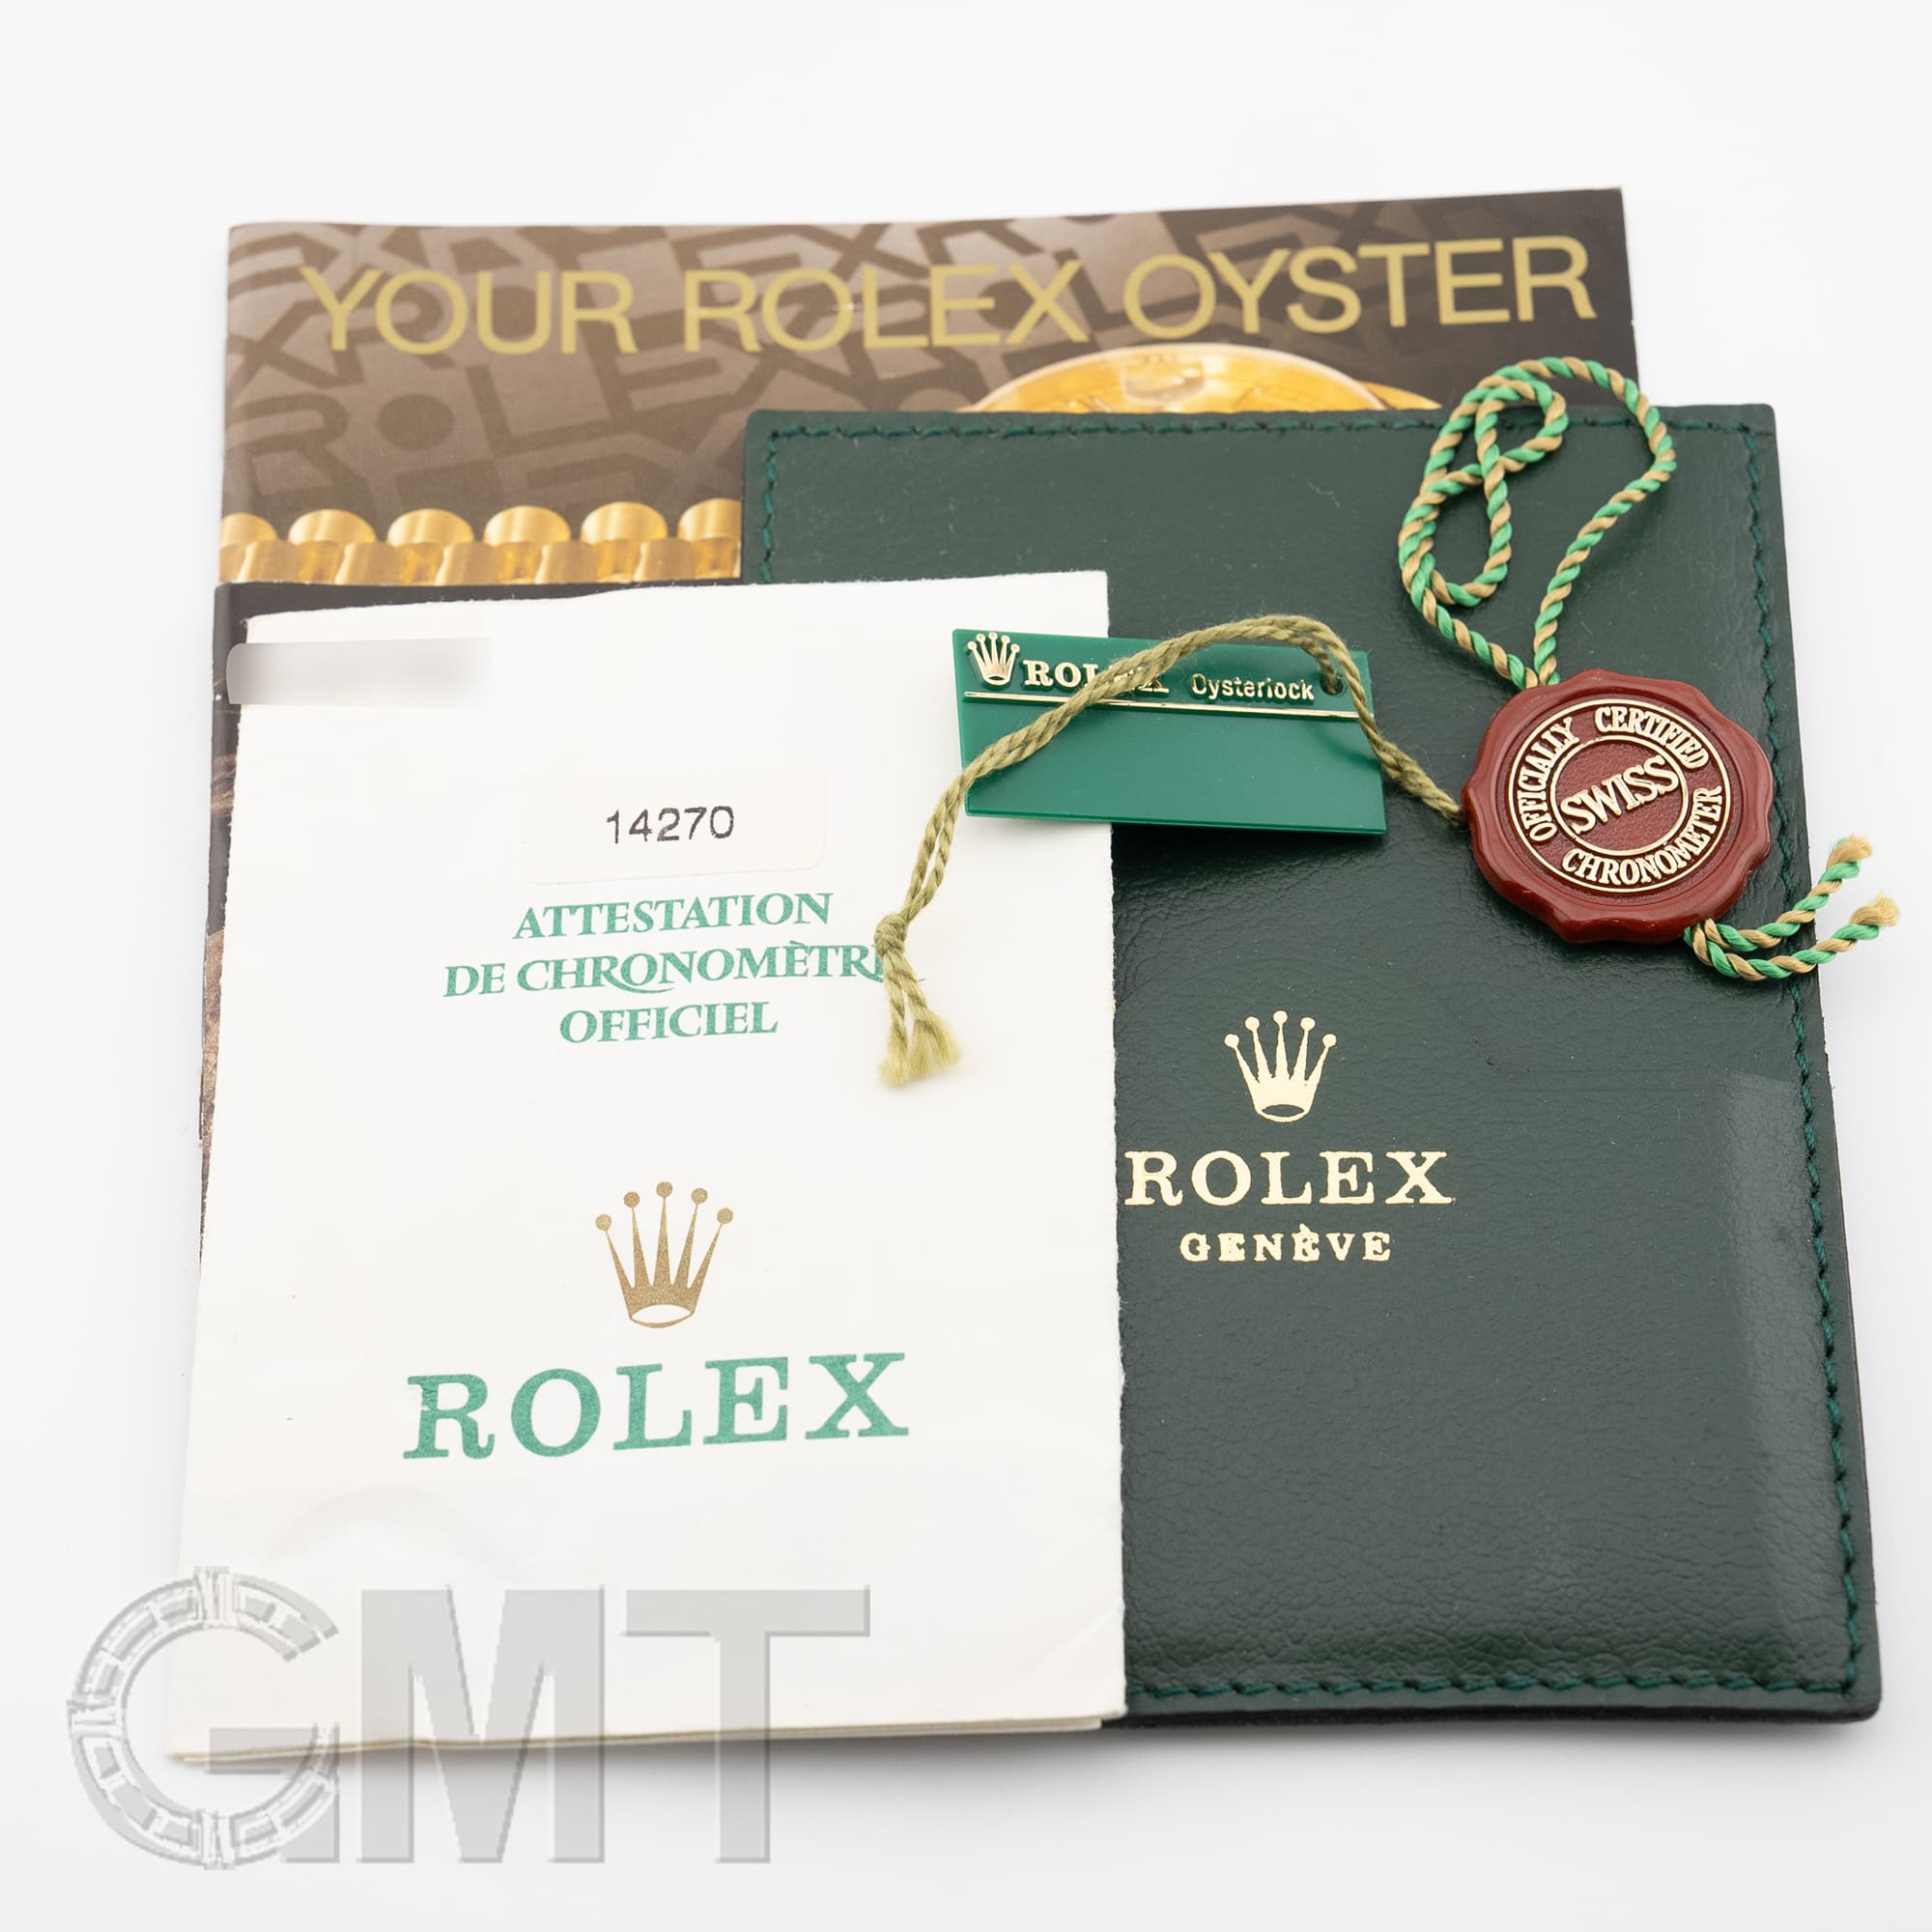 YOUR ROLEX OYSTER
ROLEX Oysterlock
OFFICIALLY CERTIFIED
SWISS
CHRONOMETER
14270
ATTESTATION
DE CHRONOMÈTRE
OFFICIEL
ROLEX
ROLEX
GENÈVE
GMT